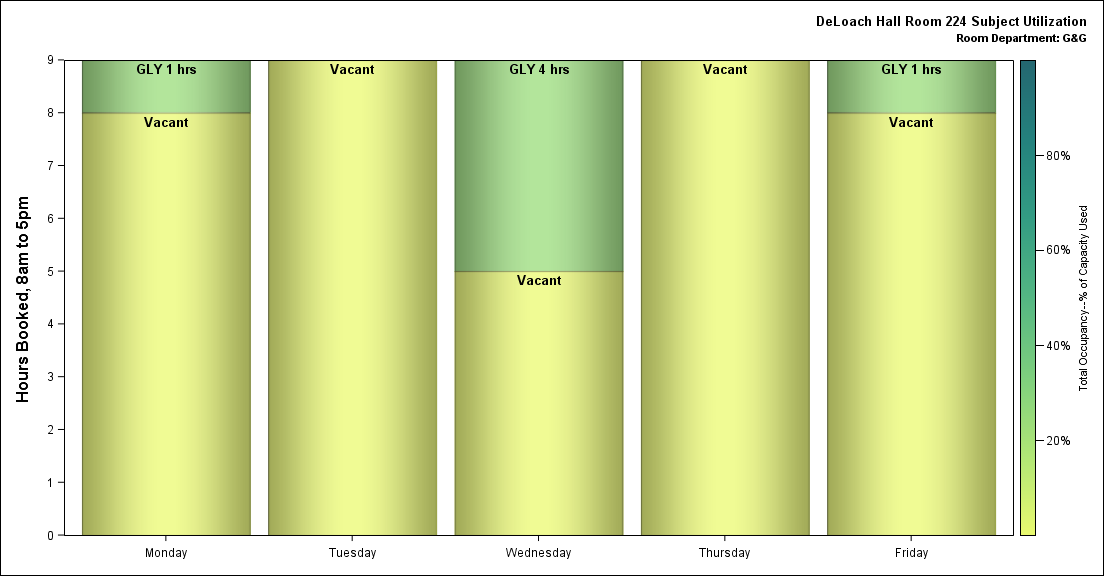 DeLoach Hall Room 224 Subject Utilization
Room Department: G&G
Hours Booked, 8am to 5pm
9
8
7
6
5
4
3
2
1
0
GLY 1 hrs
Vacant
Vacant
GLY 4 hrs
Vacant
Vacant
GLY 1 hrs
Vacant
Monday
Tuesday
Wednesday
Thursday
Friday
80%
60%
40%
20%
Total Occupancy--% of Capacity Used